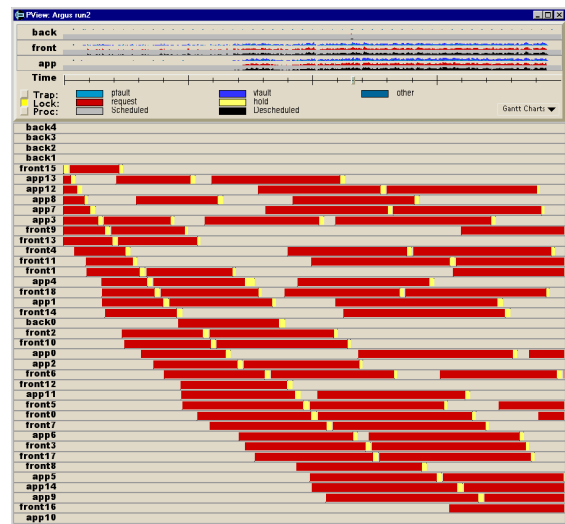 PView: Argus run2
back
front
app
Time
Trap: pfault vfault other
Lock: request hold
Proc: Scheduled Descheduled
Gantt Charts
back4
back3
back2
back1
front15
app13
app12
app8
app7
app3
front9
front13
front4
front11
front1
app4
front18
app1
front14
back0
front2
front10
app0
app2
front6
front12
app11
front5
front0
front7
app6
front3
front17
front8
app5
app14
app9
front16
app10